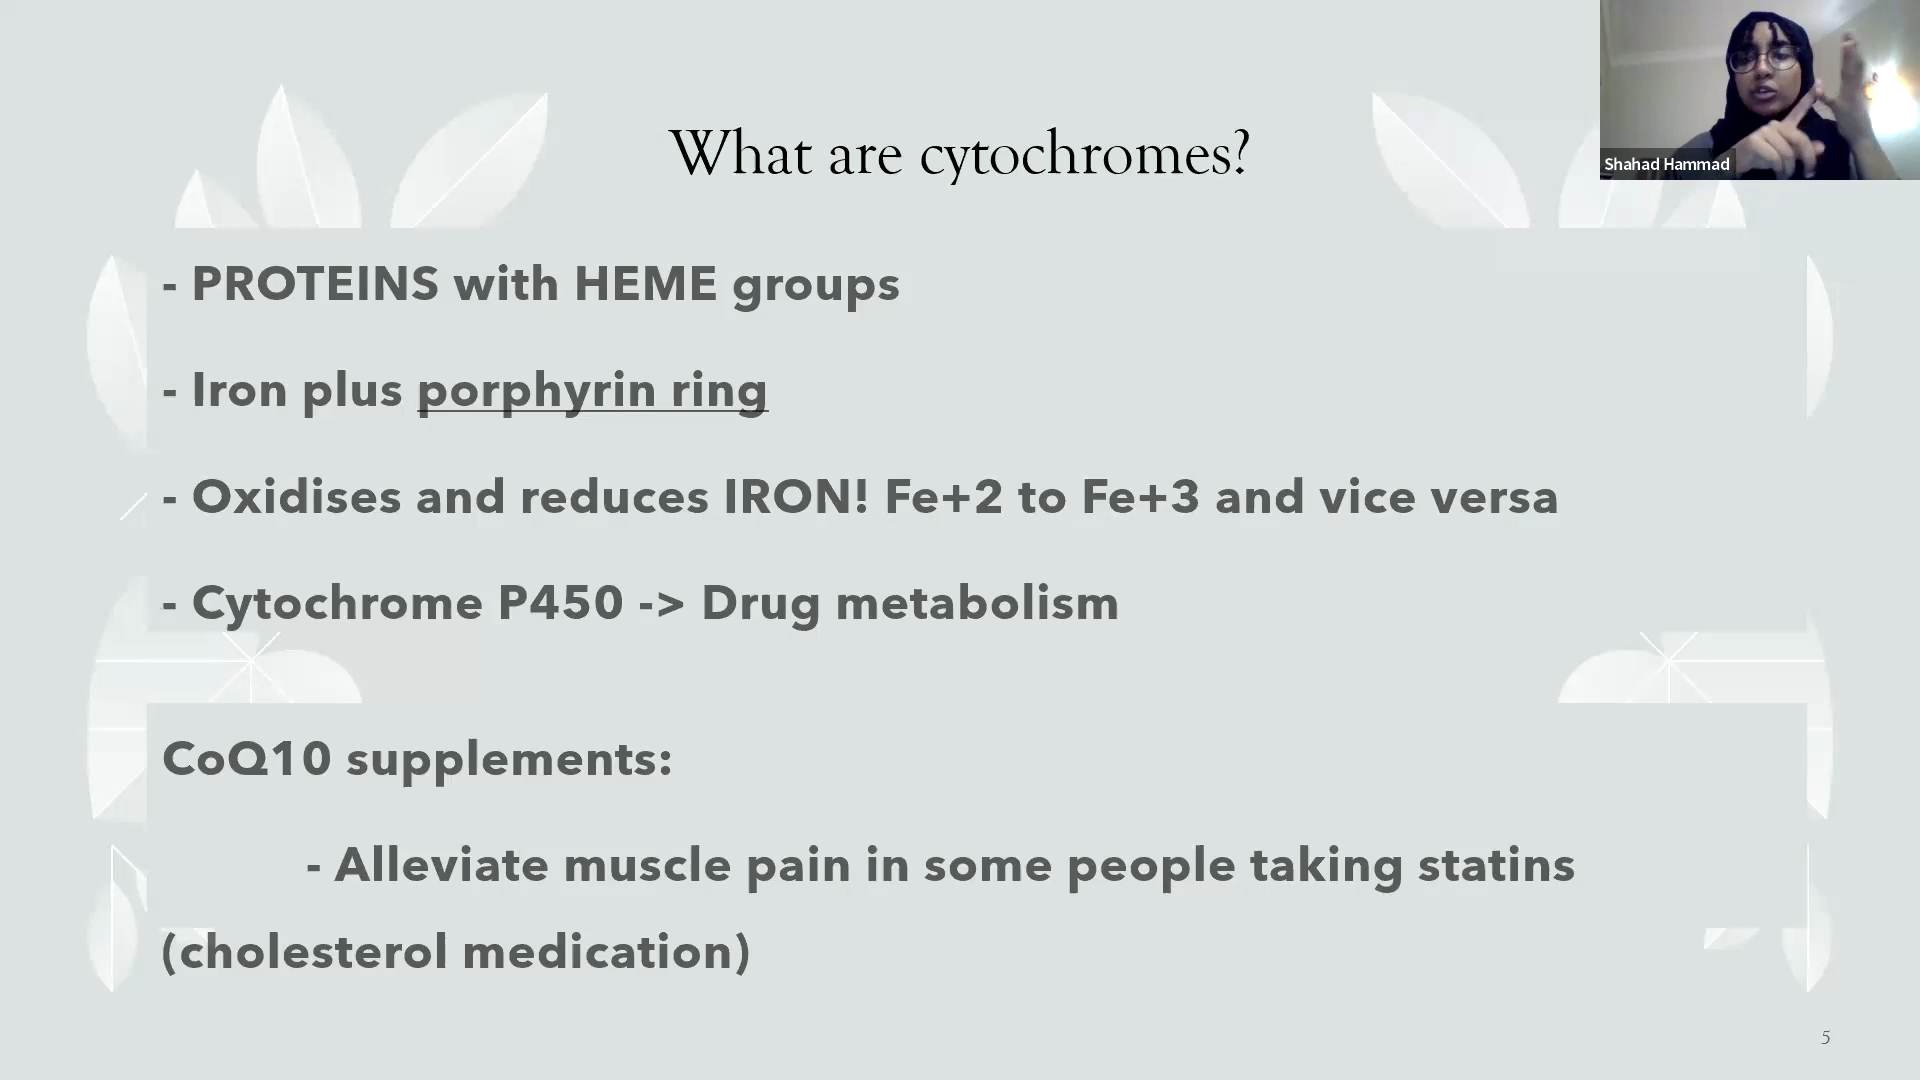 What are cytochromes?
Shahad Hammad
- PROTEINS with HEME groups
- Iron plus porphyrin ring
- Oxidises and reduces IRON! Fe+2 to Fe+3 and vice versa
- Cytochrome P450 -> Drug metabolism
CoQ10 supplements:
- Alleviate muscle pain in some people taking statins
(cholesterol medication)
5